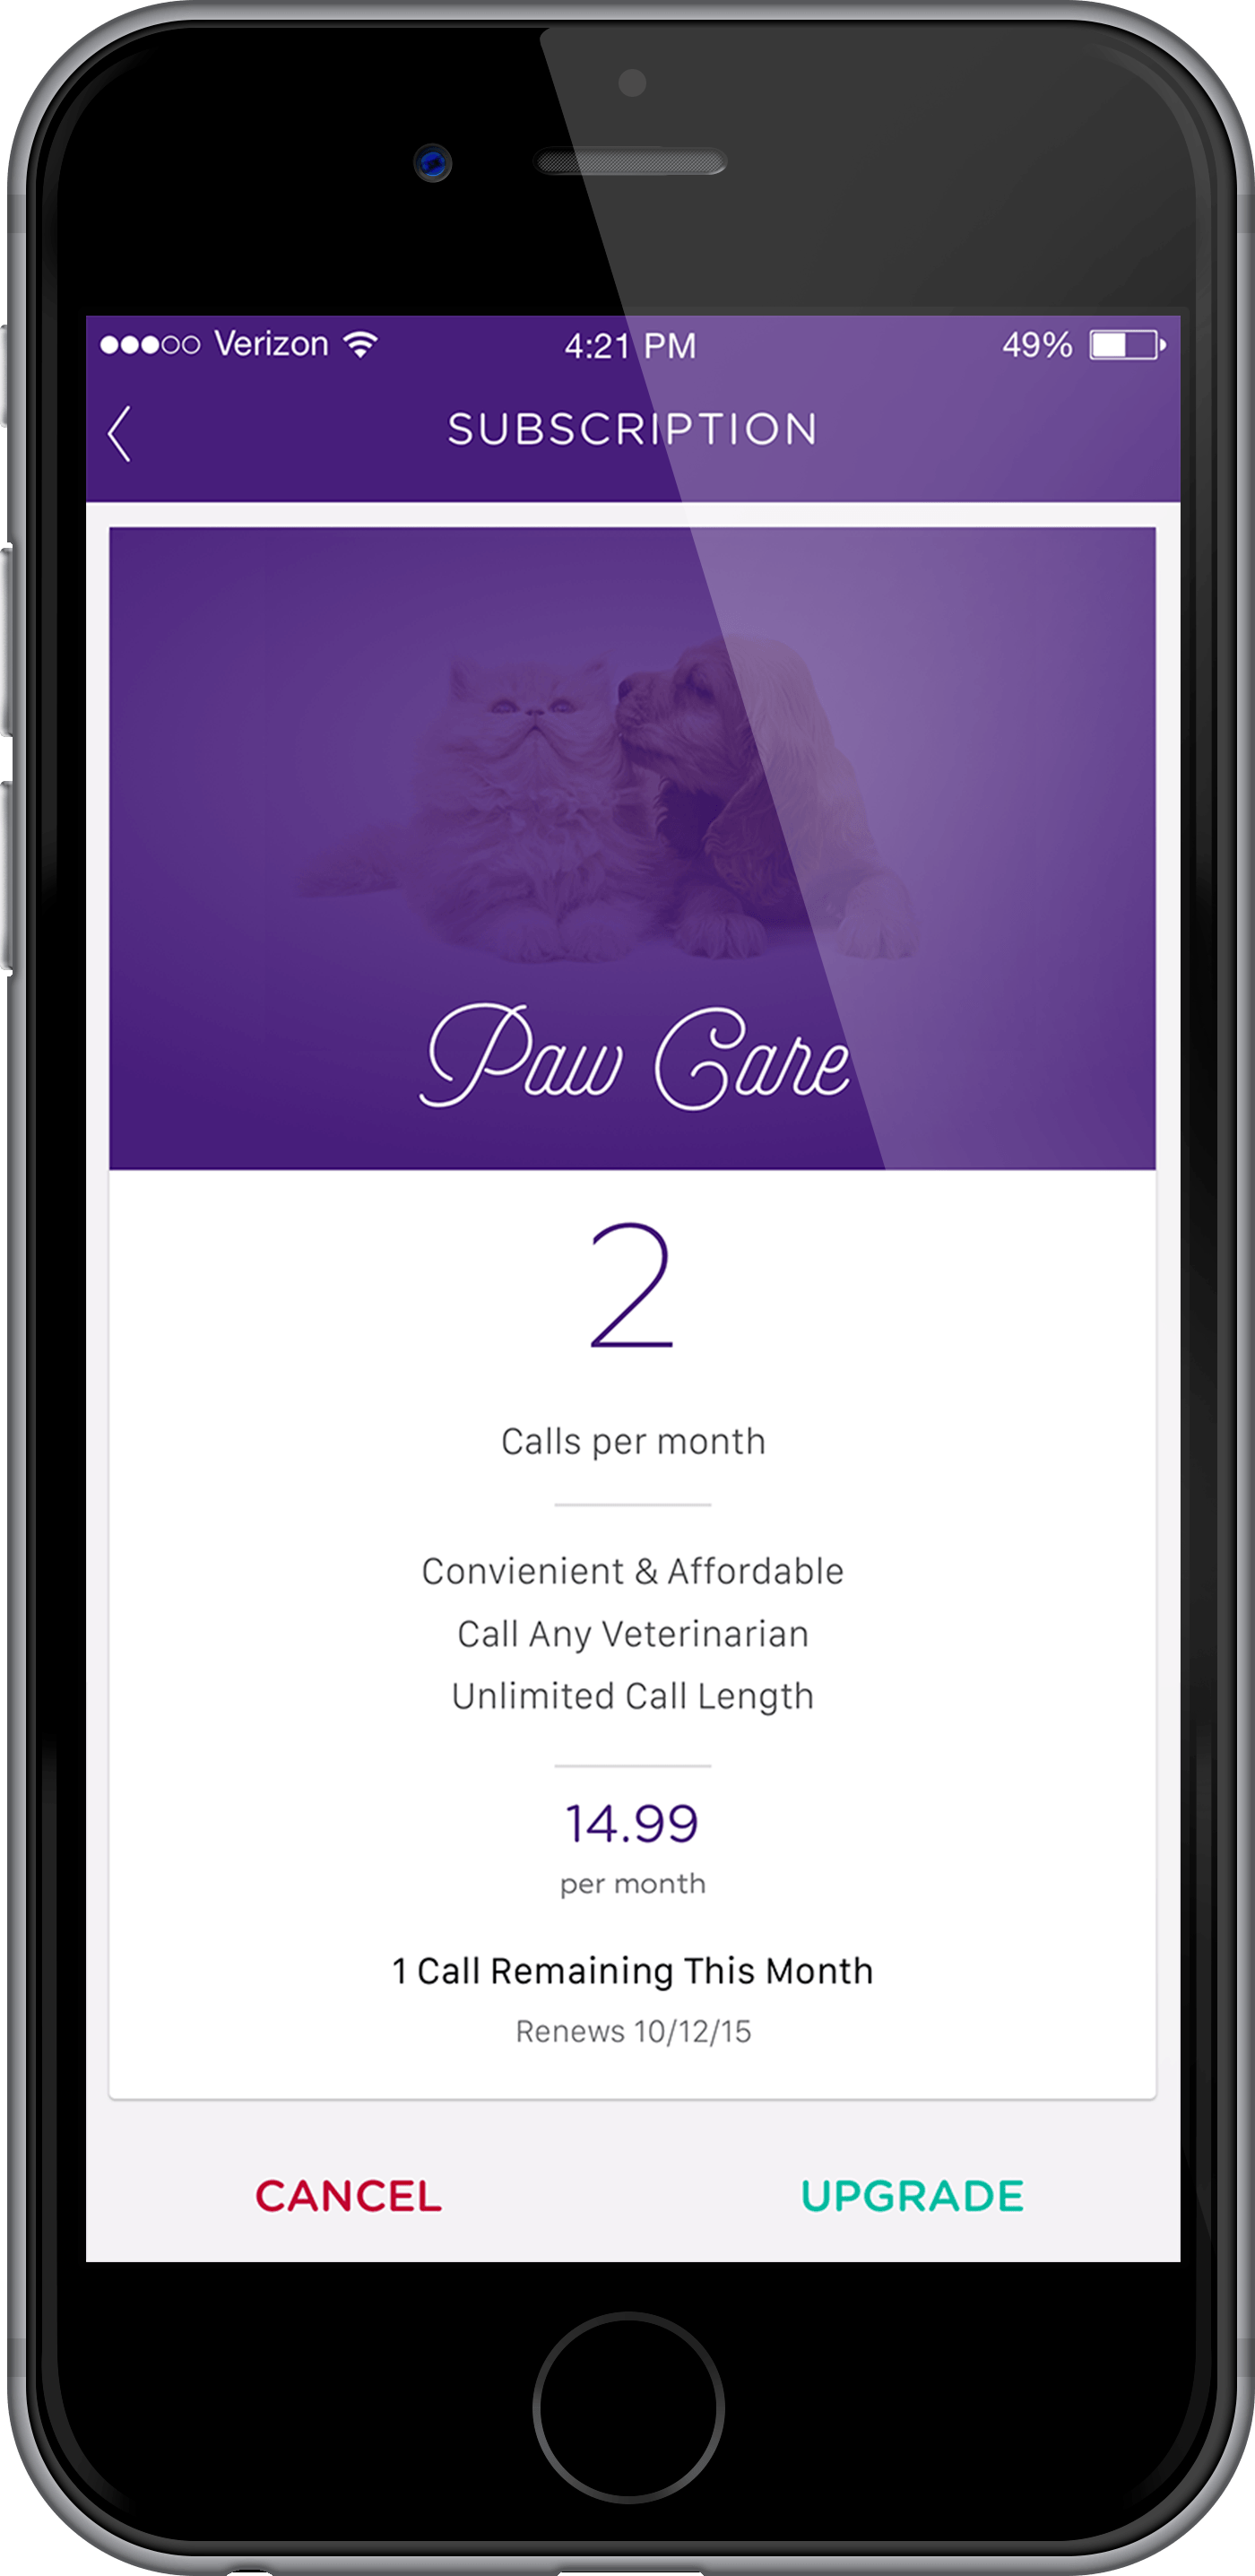 Verizon 4:21 PM 49%
SUBSCRIPTION
Paw Care
2
Calls per month
Convienient & Affordable
Call Any Veterinarian
Unlimited Call Length
14.99
per month
1 Call Remaining This Month
Renews 10/12/15
CANCEL UPGRADE